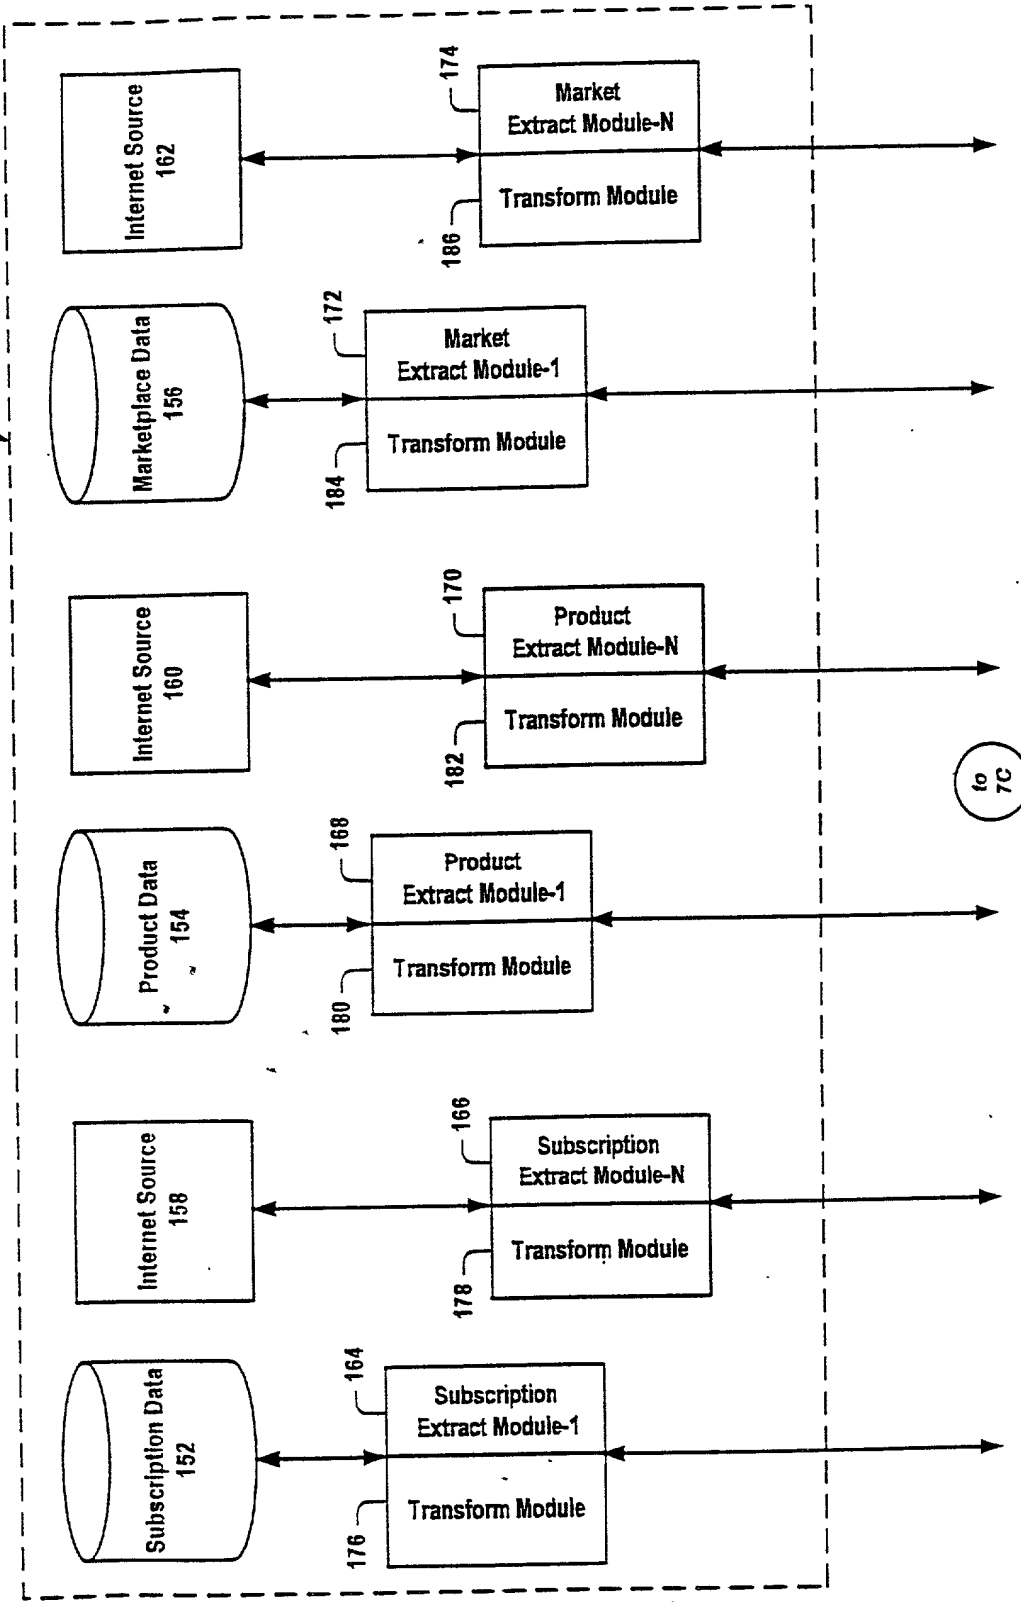 Internet Source
162
174
Market
Extract Module-N
Transform Module
186
Marketplace Data
156
172
Market
Extract Module-1
Transform Module
184
Internet Source
160
170
Product
Extract Module-N
Transform Module
182
to
7C
Product Data
154
168
Product
Extract Module-1
Transform Module
180
Internet Source
158
166
Subscription
Extract Module-N
Transform Module
178
Subscription Data
152
164
Subscription
Extract Module-1
Transform Module
176